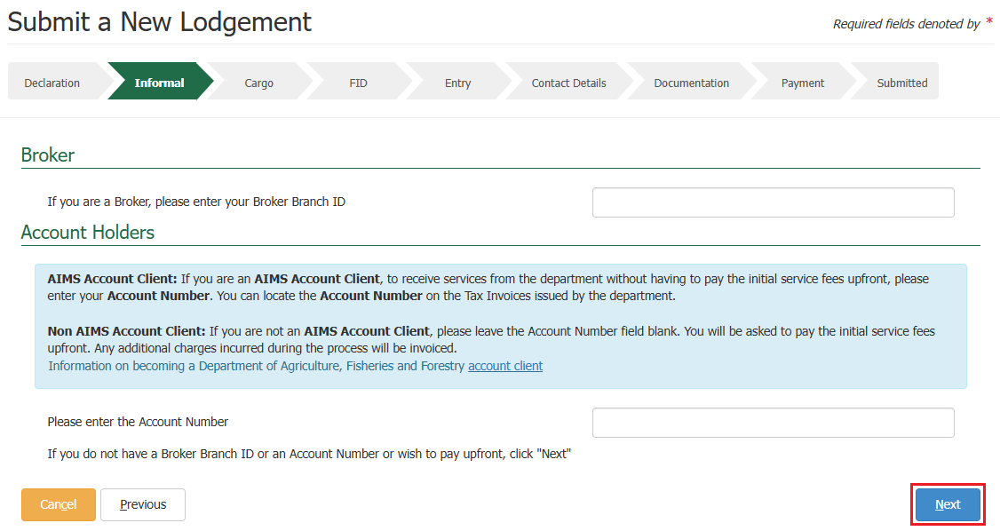 Submit a New Lodgement
Required fields denoted by *
Declaration
Informal
Cargo
FID
Entry
Contact Details
Documentation
Payment
Submitted
Broker
If you are a Broker, please enter your Broker Branch ID
Account Holders
AIMS Account Client: If you are an AIMS Account Client, to receive services from the department without having to pay the initial service fees upfront, please
enter your Account Number. You can locate the Account Number on the Tax Invoices issued by the department.
Non AIMS Account Client: If you are not an AIMS Account Client, please leave the Account Number field blank. You will be asked to pay the initial service fees
upfront. Any additional charges incurred during the process will be invoiced.
Information on becoming a Department of Agriculture, Fisheries and Forestry account client
Please enter the Account Number
If you do not have a Broker Branch ID or an Account Number or wish to pay upfront, click "Next"
Cancel
Previous
Next